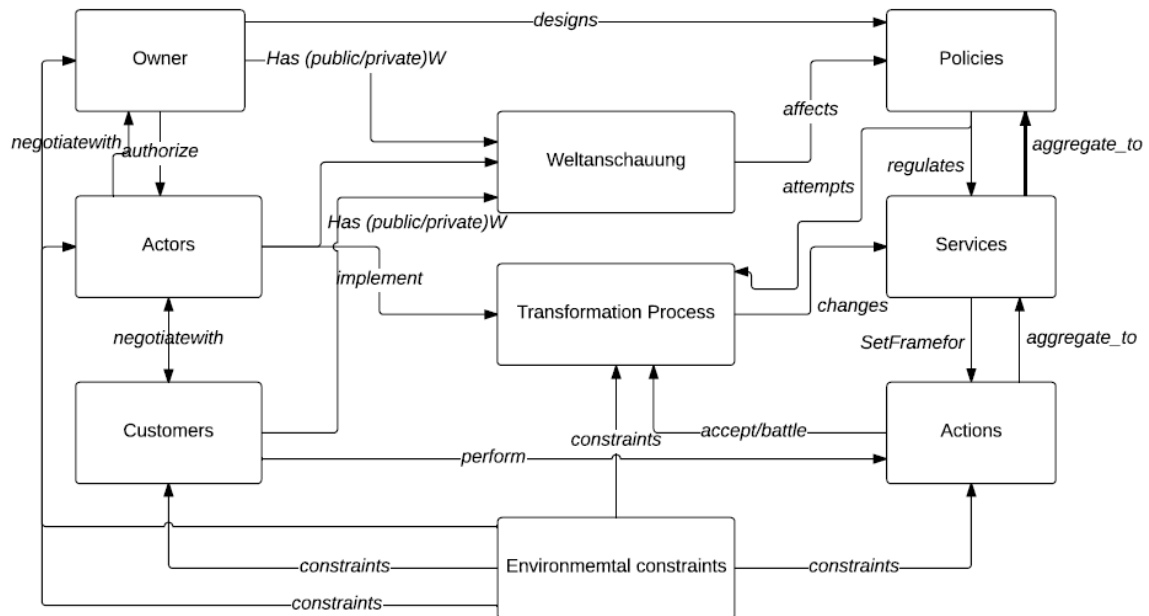 designs
Owner
Has (public/private)W
Policies
negotiatewith
authorize
affects
Weltanschauung
aggregate_to
regulates
attempts
Has (public/private)W
Actors
Services
implement
Transformation Process
changes
negotiatewith
SetFramefor
aggregate_to
Customers
constraints
accept/battle
Actions
perform
constraints
Environmemtal constraints
constraints
constraints